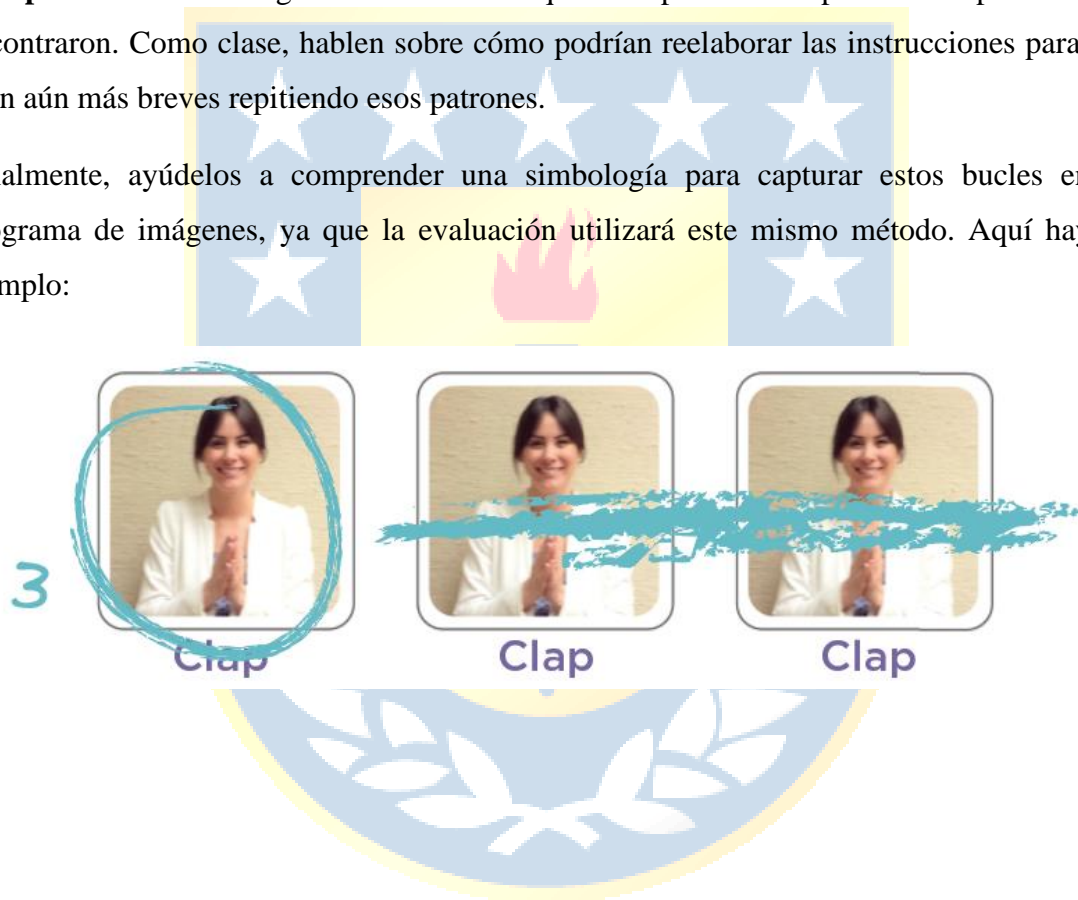 contraron. Como clase, hablen sobre cómo podrían reelaborar las instrucciones para
n aún más breves repitiendo esos patrones.
almente, ayúdelos a comprender una simbología para capturar estos bucles en
grama de imágenes, ya que la evaluación utilizará este mismo método. Aquí hay
mplo:
3
Clap Clap Clap